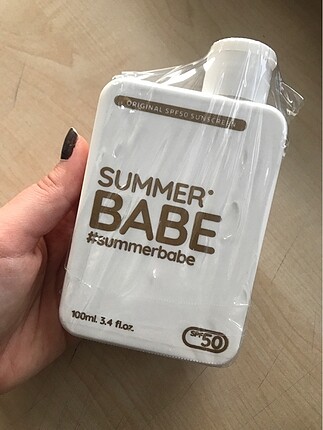 ORIGINAL SPF50 SUNSCREEN
SUMMER
BABE
#summerbabe
100ml. 3.4 fl.oz.
SPF 50